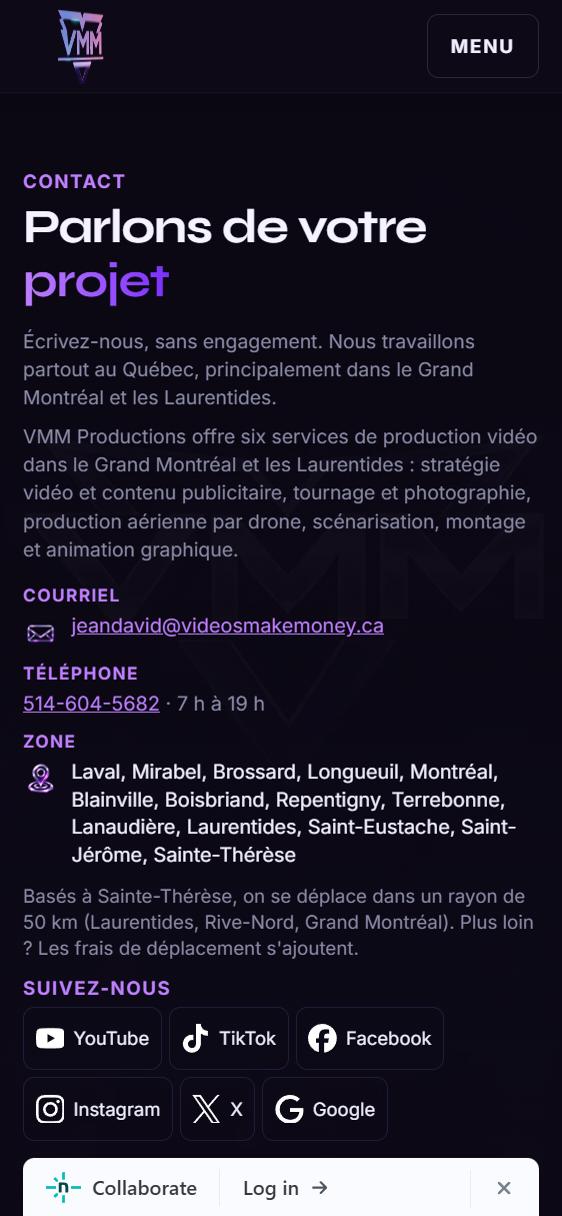 VMM
MENU
CONTACT
Parlons de votre
projet
Écrivez-nous, sans engagement. Nous travaillons
partout au Québec, principalement dans le Grand
Montréal et les Laurentides.
VMM Productions offre six services de production vidéo
dans le Grand Montréal et les Laurentides : stratégie
vidéo et contenu publicitaire, tournage et photographie,
production aérienne par drone, scénarisation, montage
et animation graphique.
COURRIEL
jeandavid@videosmakemoney.ca
TÉLÉPHONE
514-604-5682 · 7 h à 19 h
ZONE
Laval, Mirabel, Brossard, Longueuil, Montréal,
Blainville, Boisbriand, Repentigny, Terrebonne,
Lanaudière, Laurentides, Saint-Eustache, Saint-
Jérôme, Sainte-Thérèse
Basés à Sainte-Thérèse, on se déplace dans un rayon de
50 km (Laurentides, Rive-Nord, Grand Montréal). Plus loin
? Les frais de déplacement s'ajoutent.
SUIVEZ-NOUS
YouTube TikTok Facebook
Instagram X Google
Collaborate Log in →